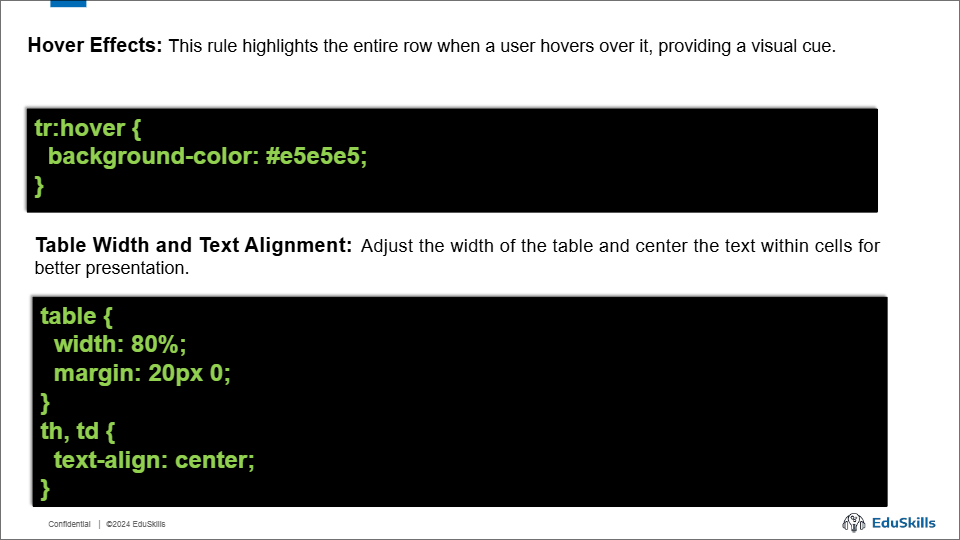 Hover Effects: This rule highlights the entire row when a user hovers over it, providing a visual cue.
tr:hover {
  background-color: #e5e5e5;
}
Table Width and Text Alignment: Adjust the width of the table and center the text within cells for
better presentation.
table {
  width: 80%;
  margin: 20px 0;
}
th, td {
  text-align: center;
}
Confidential | ©2024 EduSkills
EduSkills